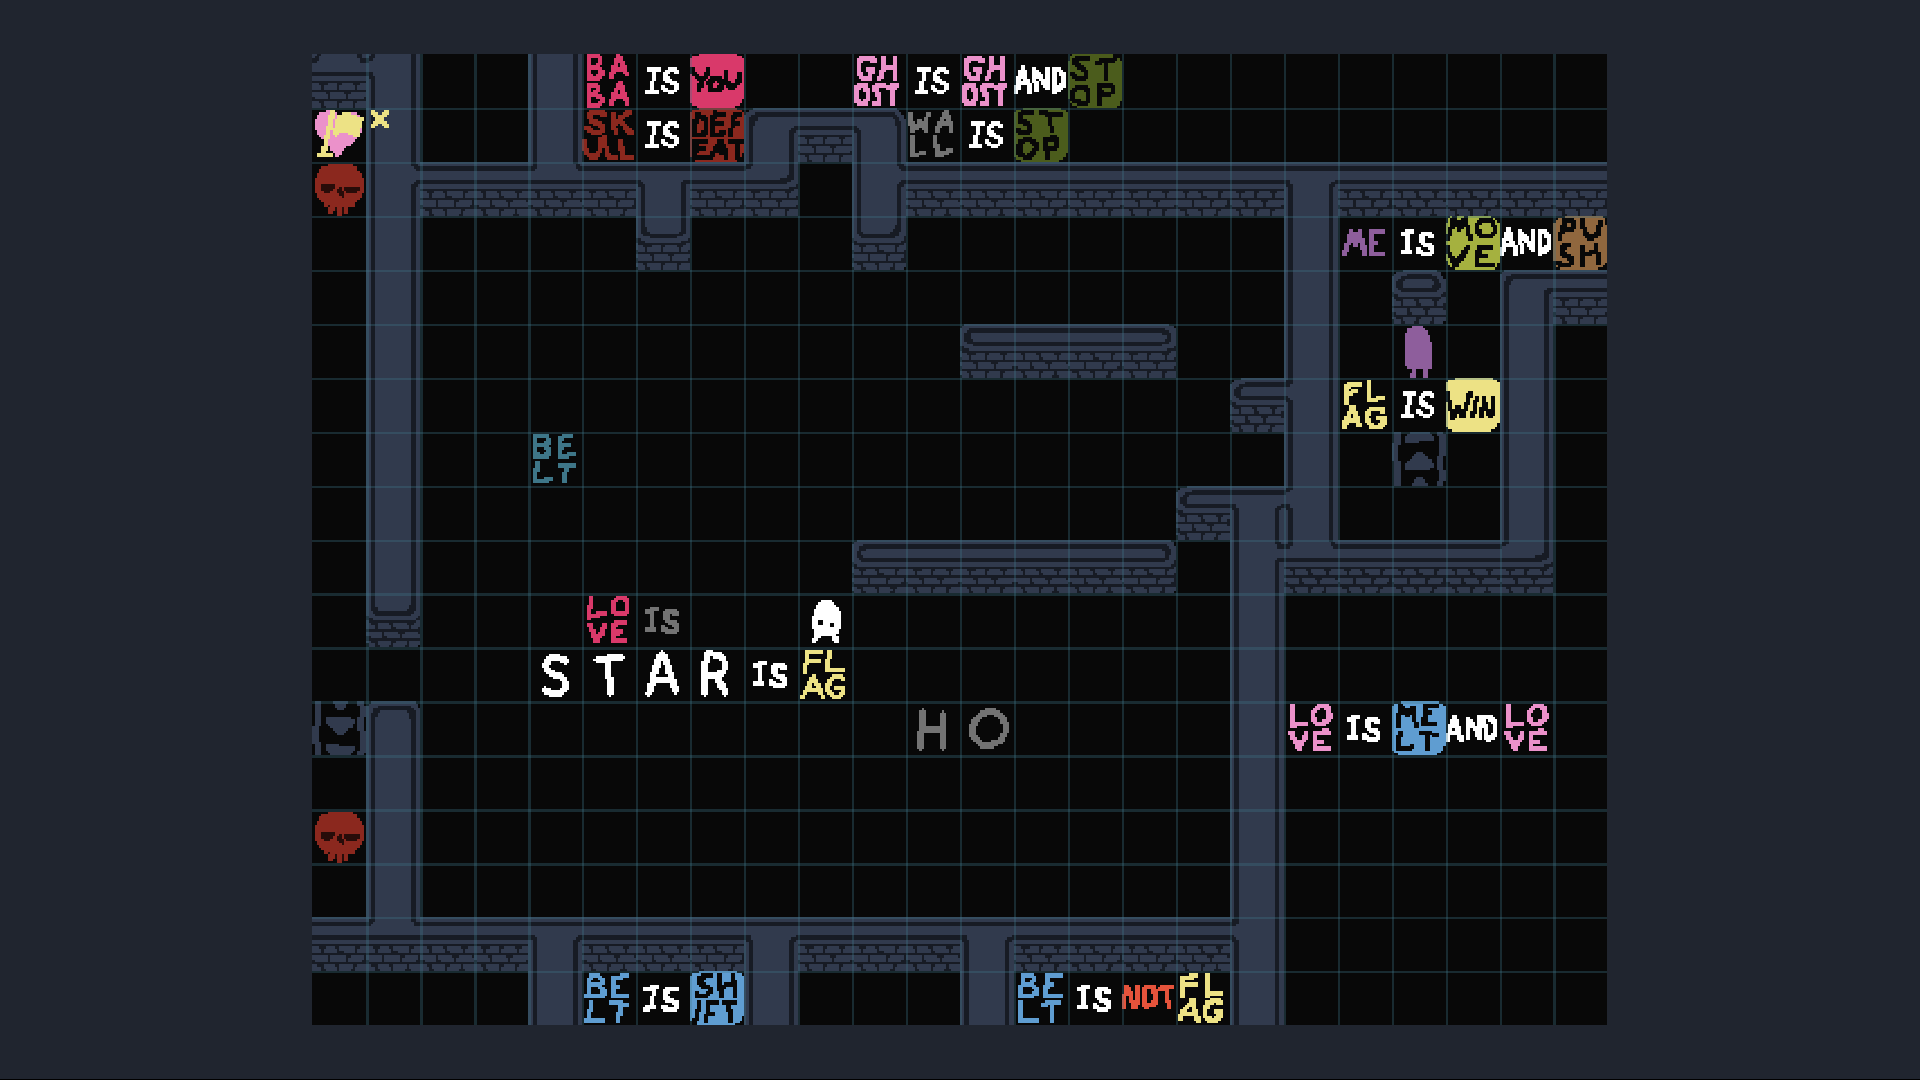 BABA IS YOU
GHOST IS GHOST AND STOP
SKULL IS DEFEAT
WALL IS STOP
ME IS MOVE AND PUSH
FLAG IS WIN
BELT
LOVE IS
STAR IS FLAG
HO
LOVE IS MELT AND LOVE
BELT IS SHIFT
BELT IS NOT FLAG